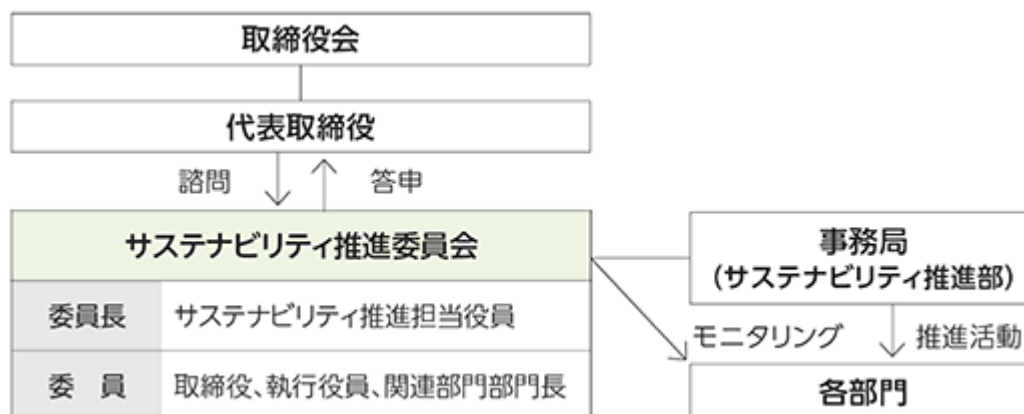 取締役会
代表取締役
諮問 答申
サステナビリティ推進委員会
委員長 サステナビリティ推進担当役員
委 員 取締役、執行役員、関連部門部門長
事務局
(サステナビリティ推進部)
モニタリング 推進活動
各部門